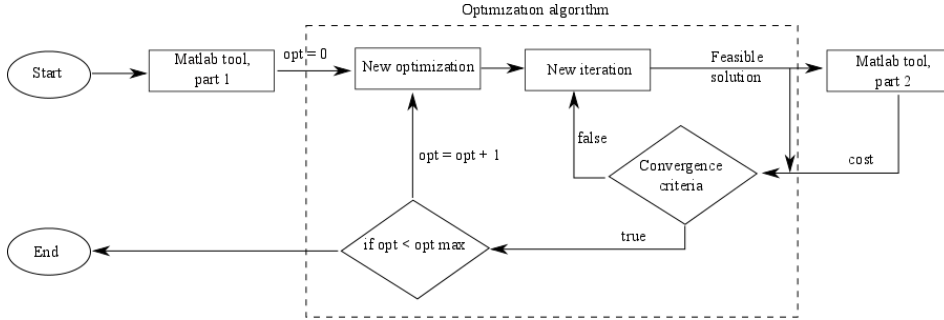 Optimization algorithm
Start
Matlab tool,
part 1
opt = 0
New optimization
New iteration
Feasible
solution
Matlab tool,
part 2
false
opt = opt + 1
Convergence
criteria
cost
End
if opt < opt max
true